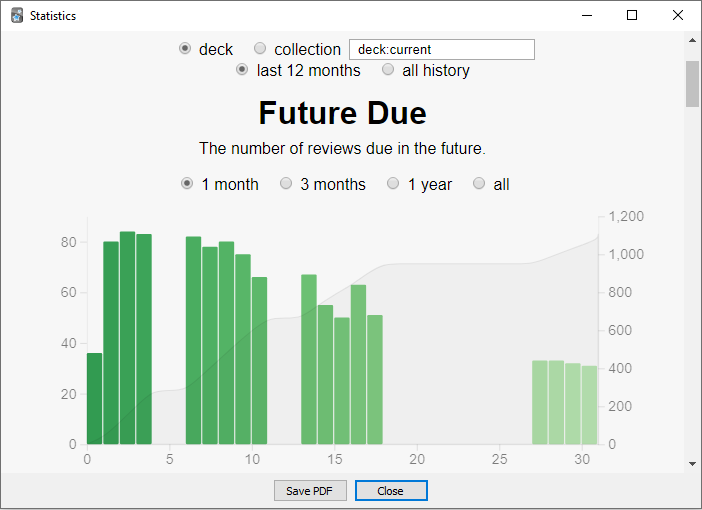 Statistics
deck collection deck:current
last 12 months all history
Future Due
The number of reviews due in the future.
1 month 3 months 1 year all
1,200
80 1,000
60 800
600
40 400
20 200
0 0
0 5 10 15 20 25 30
Save PDF Close